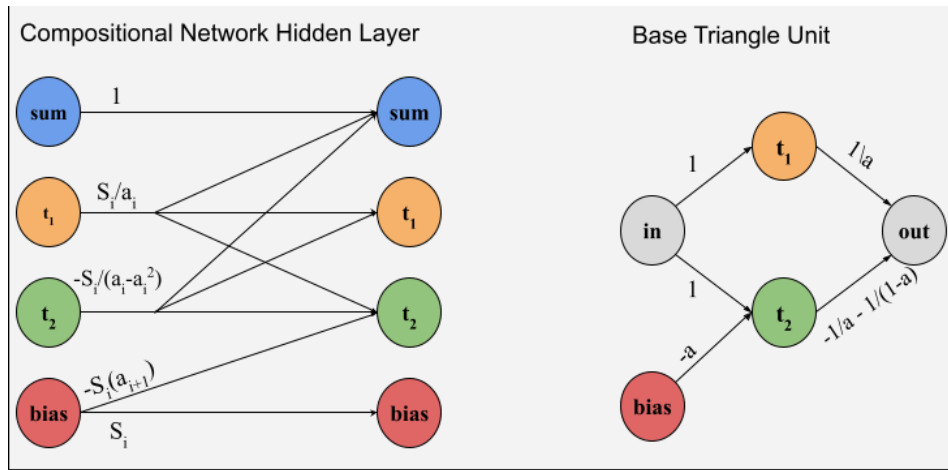 Compositional Network Hidden Layer
sum
1
sum
t₁
Sᵢ/aᵢ
t₁
t₂
-Sᵢ/(aᵢ-aᵢ²)
t₂
bias
-Sᵢ(aᵢ₊₁)
Sᵢ
bias
Base Triangle Unit
in
1
t₁
1\a
out
1
t₂
-1/a - 1/(1-a)
-a
bias